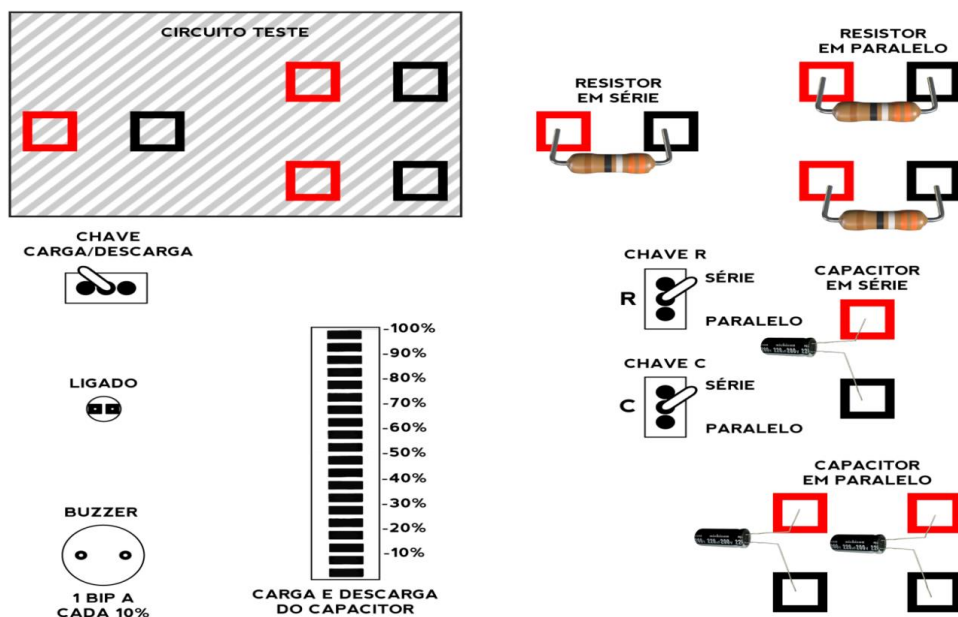 CIRCUITO TESTE
RESISTOR
EM SÉRIE
RESISTOR
EM PARALELO
CHAVE
CARGA/DESCARGA
LIGADO
BUZZER
1 BIP A
CADA 10%
-100%
-90%
-80%
-70%
-60%
-50%
-40%
-30%
-20%
-10%
CARGA E DESCARGA
DO CAPACITOR
CHAVE R
R
SÉRIE
PARALELO
CHAVE C
C
SÉRIE
PARALELO
CAPACITOR
EM SÉRIE
CAPACITOR
EM PARALELO